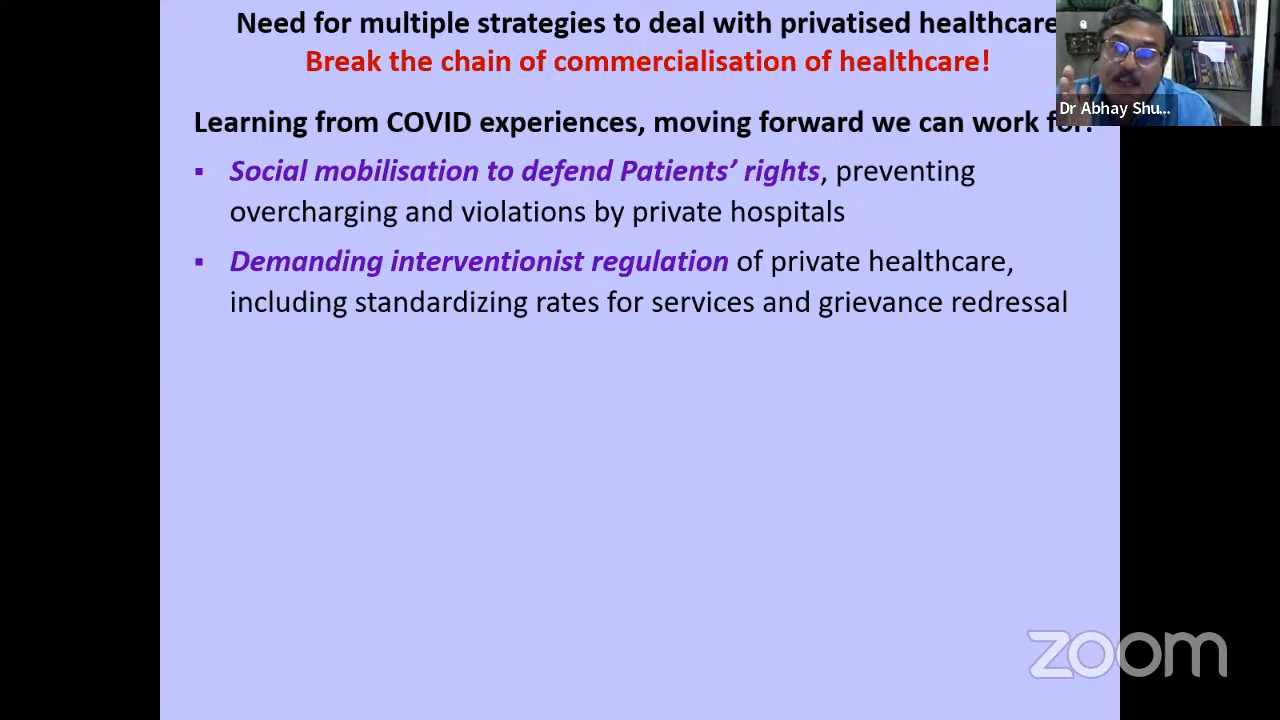 Need for multiple strategies to deal with privatised healthcare
Break the chain of commercialisation of healthcare!
Dr Abhay Shu...
Learning from COVID experiences, moving forward we can work for:
▪ Social mobilisation to defend Patients’ rights, preventing
overcharging and violations by private hospitals
▪ Demanding interventionist regulation of private healthcare,
including standardizing rates for services and grievance redressal
zoom